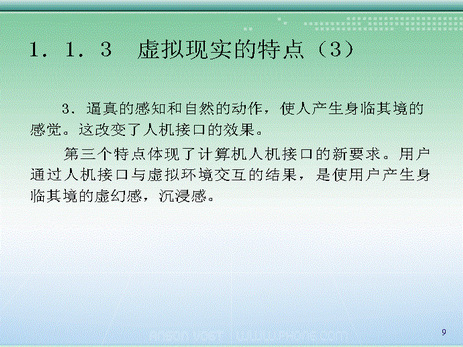 1．1．3　虚拟现实的特点（3）
3．逼真的感知和自然的动作，使人产生身临其境的
感觉。这改变了人机接口的效果。
第三个特点体现了计算机人机接口的新要求。用户
通过人机接口与虚拟环境交互的结果，是使用户产生身
临其境的虚幻感，沉浸感。
9